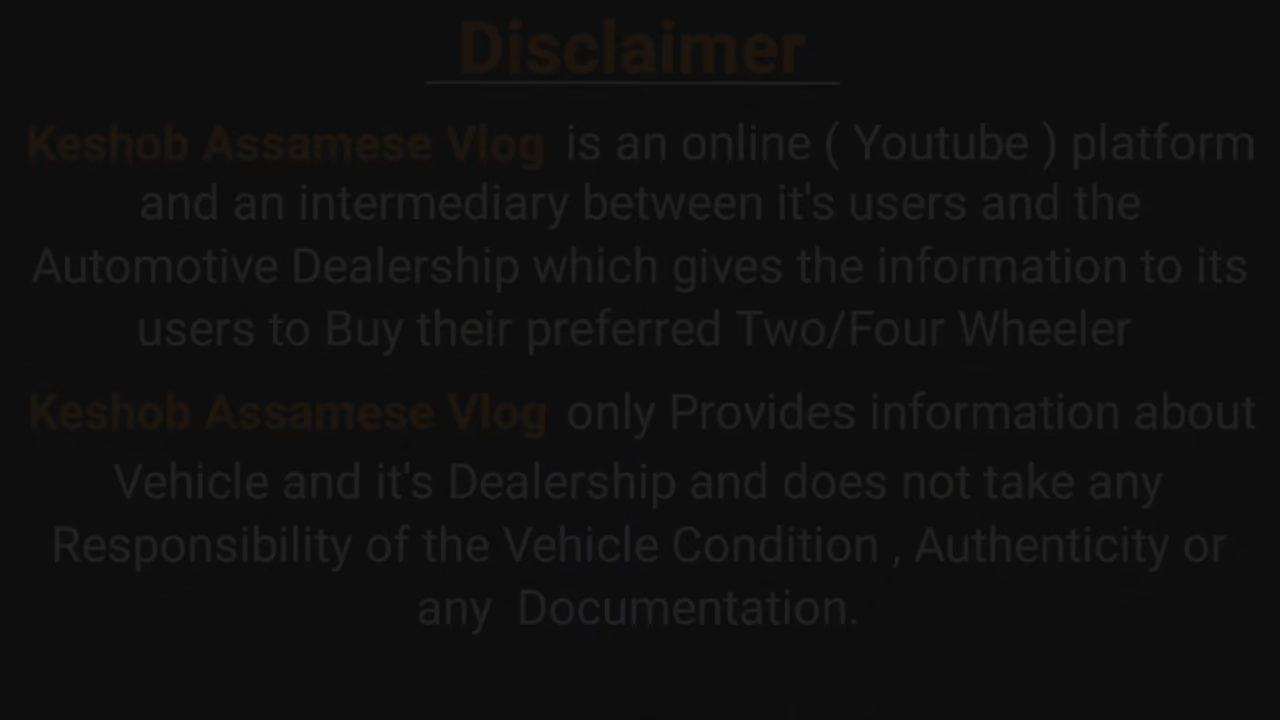 Disclaimer
Keshob Assamese Vlog is an online ( Youtube ) platform
and an intermediary between it's users and the
Automotive Dealership which gives the information to its
users to Buy their preferred Two/Four Wheeler
Keshob Assamese Vlog only Provides information about
Vehicle and it's Dealership and does not take any
Responsibility of the Vehicle Condition , Authenticity or
any Documentation.